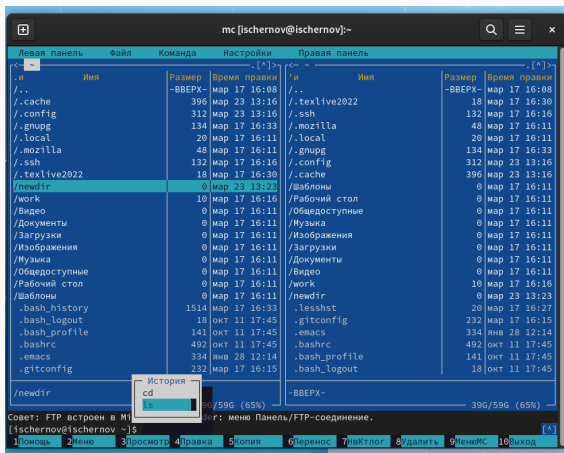 mc [ischernov@ischernov]:~
Левая панель Файл Команда Настройки Правая панель
<— ~ .[^]>
.и Имя Размер Время правки
/.. -ВВЕРХ- мар 17 16:08
/.cache 396 мар 23 13:16
/.config 312 мар 23 13:16
/.gnupg 134 мар 17 16:33
/.local 20 мар 17 16:11
/.mozilla 48 мар 17 16:11
/.ssh 132 мар 17 16:16
/.texlive2022 18 мар 17 16:30
/newdir 0 мар 23 13:23
/work 10 мар 17 16:16
/Видео 0 мар 17 16:11
/Документы 0 мар 17 16:11
/Загрузки 0 мар 17 16:11
/Изображения 0 мар 17 16:11
/Музыка 0 мар 17 16:11
/Общедоступные 0 мар 17 16:11
/Рабочий стол 0 мар 17 16:11
/Шаблоны 0 мар 17 16:11
.bash_history 1514 мар 17 16:33
.bash_logout 18 окт 11 17:45
.bash_profile 141 окт 11 17:45
.bashrc 492 окт 11 17:45
.emacs 334 янв 28 12:14
.gitconfig 232 мар 17 16:15
/newdir
9G/59G (65%)
<— ~ .[^]>
'и Имя Размер Время правки
/.. -ВВЕРХ- мар 17 16:08
/.texlive2022 18 мар 17 16:30
/.ssh 132 мар 17 16:16
/.mozilla 48 мар 17 16:11
/.local 20 мар 17 16:11
/.gnupg 134 мар 17 16:33
/.config 312 мар 23 13:16
/.cache 396 мар 23 13:16
/Шаблоны 0 мар 17 16:11
/Рабочий стол 0 мар 17 16:11
/Общедоступные 0 мар 17 16:11
/Музыка 0 мар 17 16:11
/Изображения 0 мар 17 16:11
/Загрузки 0 мар 17 16:11
/Документы 0 мар 17 16:11
/Видео 0 мар 17 16:11
/work 10 мар 17 16:16
/newdir 0 мар 23 13:23
.lesshst 20 мар 17 16:27
.gitconfig 232 мар 17 16:15
.emacs 334 янв 28 12:14
.bashrc 492 окт 11 17:45
.bash_profile 141 окт 11 17:45
.bash_logout 18 окт 11 17:45
-ВВЕРХ-
39G/59G (65%)
История
cd
ls
Совет: FTP встроен в Mi der: меню Панель/FTP-соединение.
[ischernov@ischernov ~]$ [^]
1Помощь 2Меню 3Просмотр 4Правка 5Копия 6Перенос 7НвКтлог 8Удалить 9МенюМС 10Выход